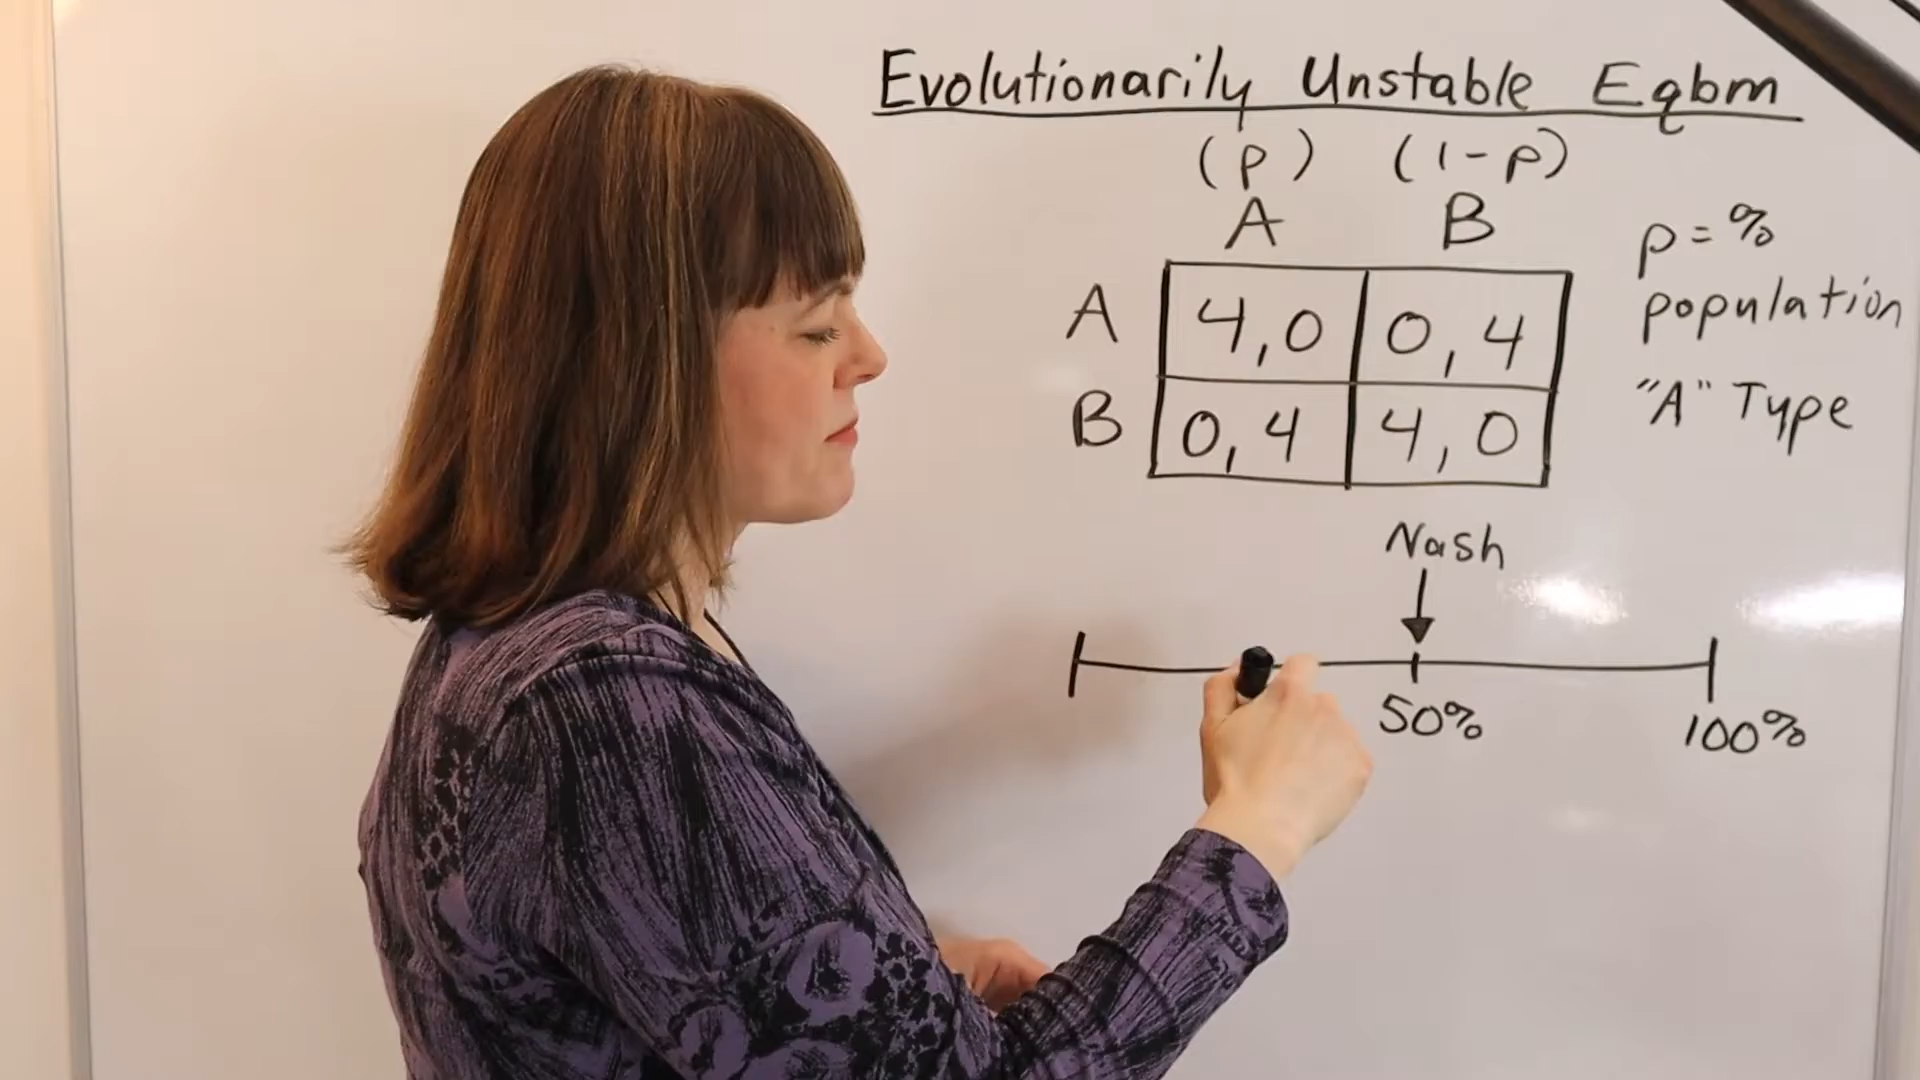 Evolutionarily Unstable Eqbm
(p) (1-p)
A B
p = %
population
"A" Type
A 4,0 0,4
B 0,4 4,0
Nash
50%
100%